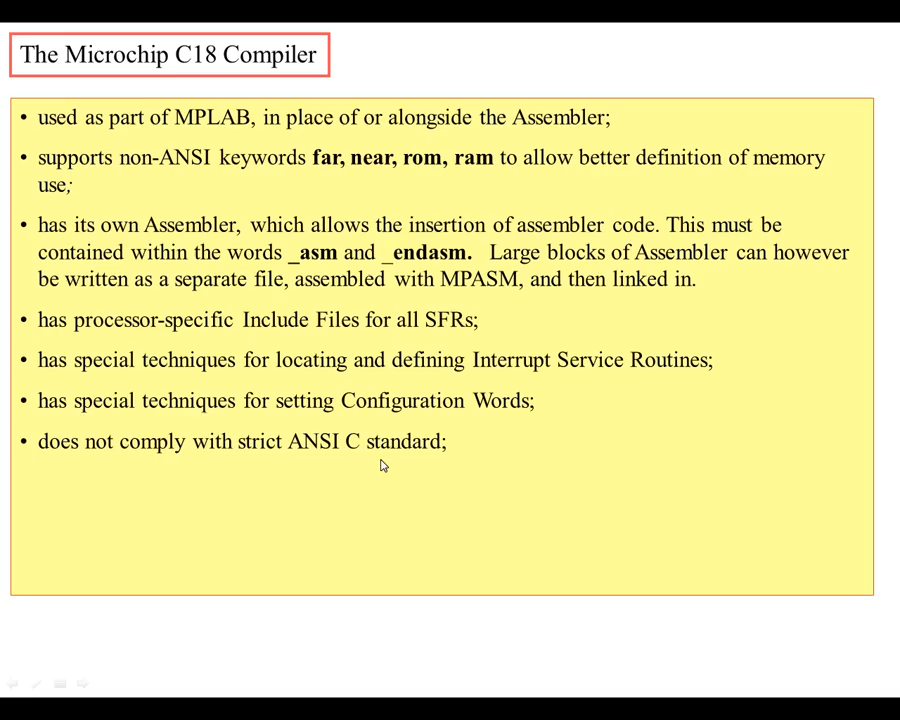 The Microchip C18 Compiler
• used as part of MPLAB, in place of or alongside the Assembler;
• supports non-ANSI keywords far, near, rom, ram to allow better definition of memory
use;
• has its own Assembler, which allows the insertion of assembler code. This must be
contained within the words _asm and _endasm. Large blocks of Assembler can however
be written as a separate file, assembled with MPASM, and then linked in.
• has processor-specific Include Files for all SFRs;
• has special techniques for locating and defining Interrupt Service Routines;
• has special techniques for setting Configuration Words;
• does not comply with strict ANSI C standard;